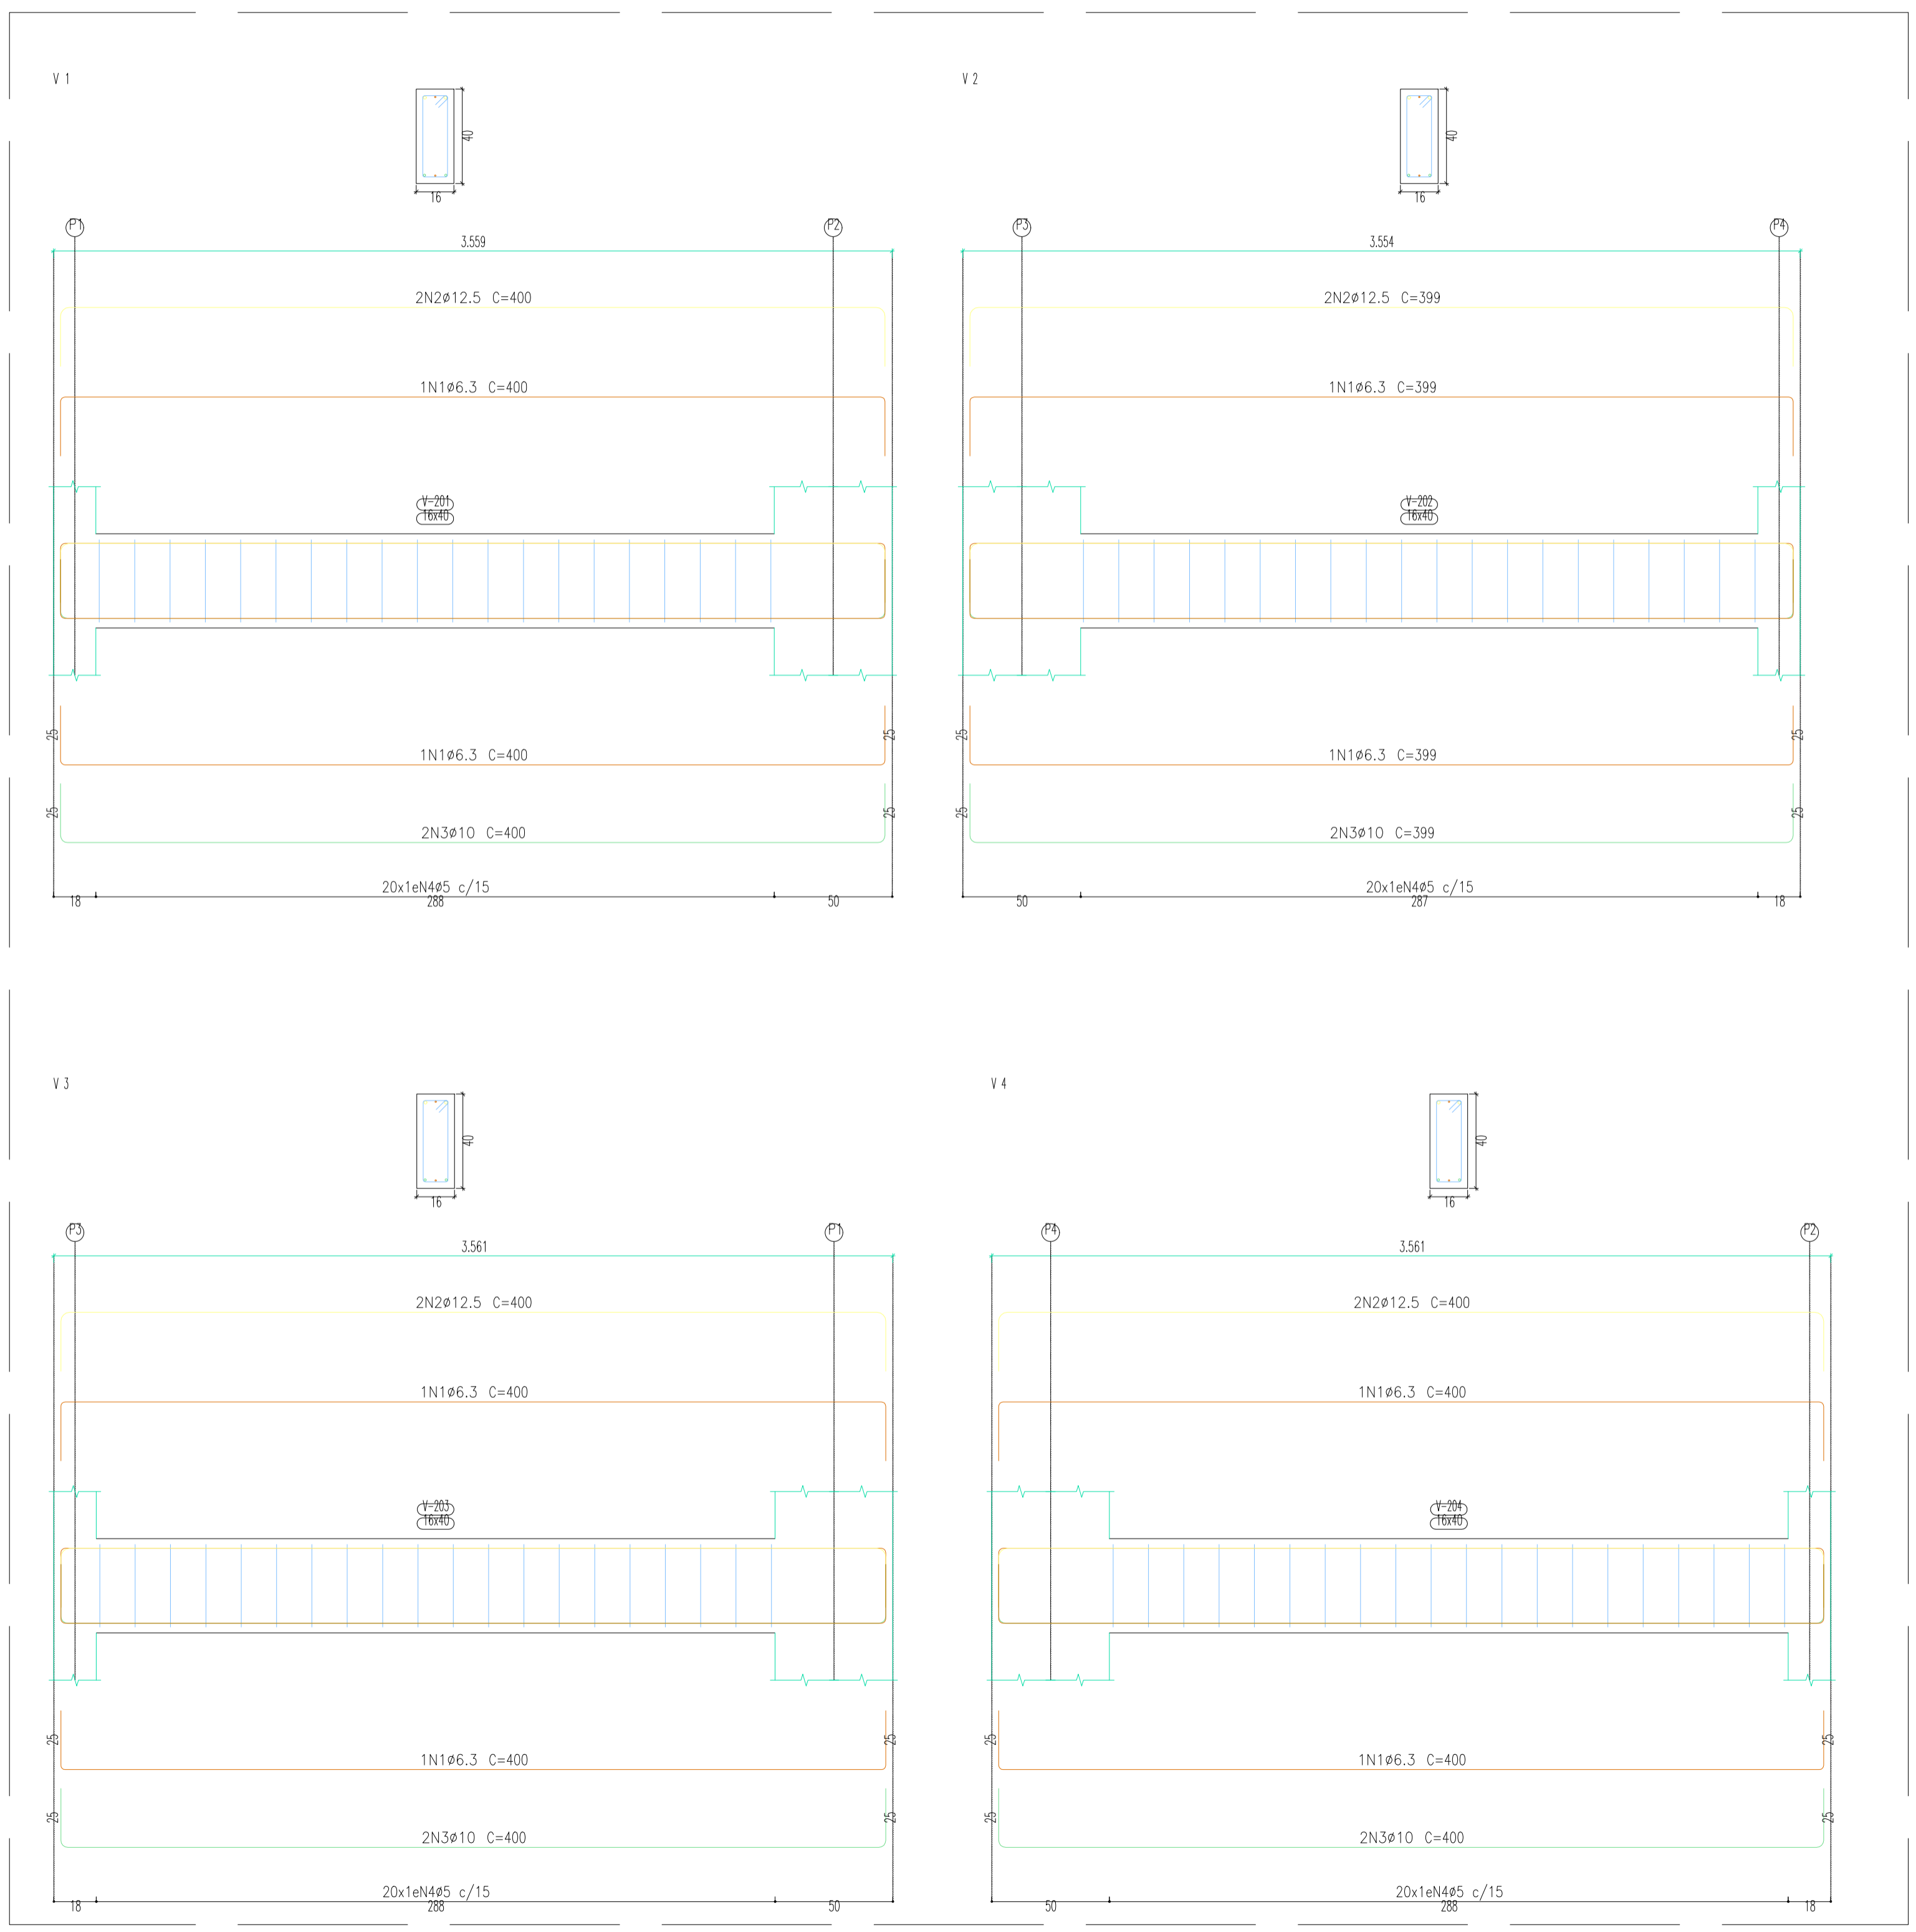 V 1
40
16
P1
P2
3.559
2N2ø12.5 C=400
1N1ø6.3 C=400
V-201
16x40
25
25
1N1ø6.3 C=400
25
25
2N3ø10 C=400
20x1eN4ø5 c/15
18
288
50
V 2
40
16
P3
P4
3.554
2N2ø12.5 C=399
1N1ø6.3 C=399
V-202
16x40
25
25
1N1ø6.3 C=399
25
25
2N3ø10 C=399
20x1eN4ø5 c/15
50
287
18
V 3
40
16
P3
P1
3.561
2N2ø12.5 C=400
1N1ø6.3 C=400
V-203
16x40
25
25
1N1ø6.3 C=400
25
25
2N3ø10 C=400
20x1eN4ø5 c/15
18
288
50
V 4
40
16
P4
P2
3.561
2N2ø12.5 C=400
1N1ø6.3 C=400
V-204
16x40
25
25
1N1ø6.3 C=400
25
25
2N3ø10 C=400
20x1eN4ø5 c/15
50
288
18